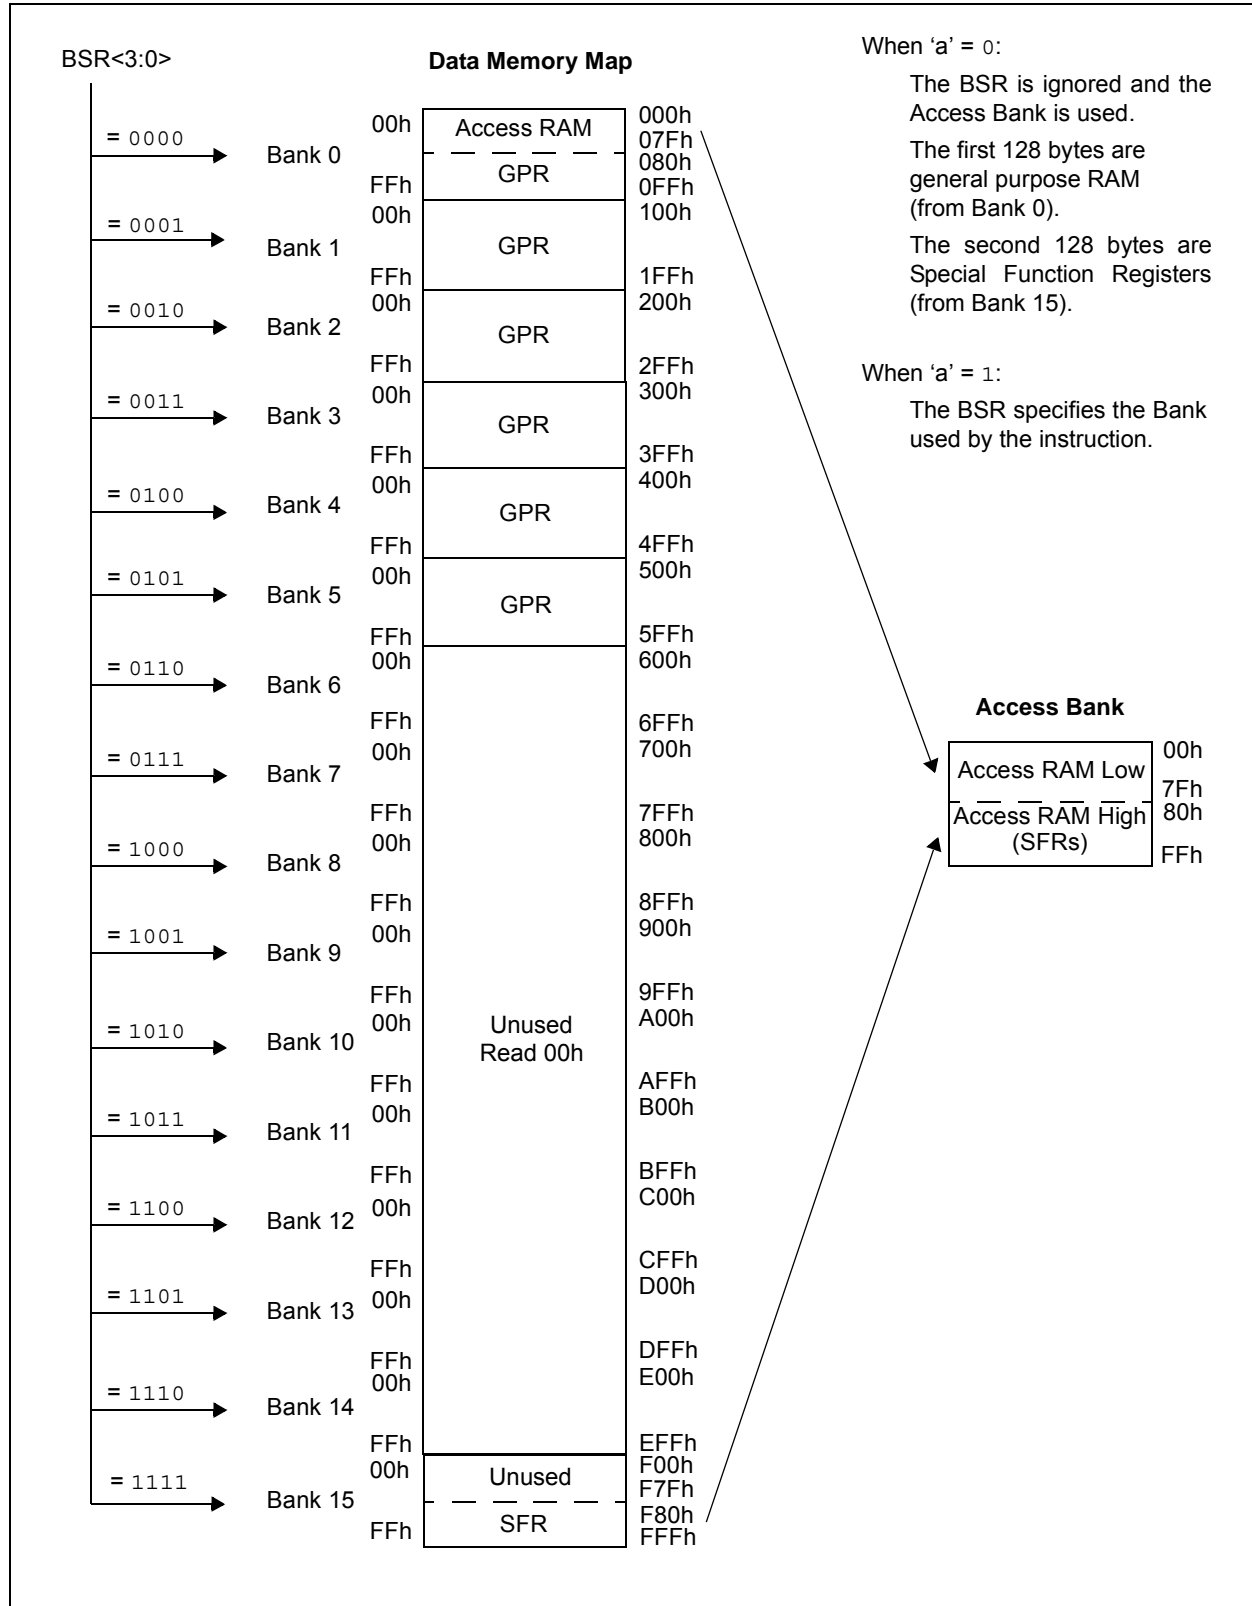 BSR<3:0>
Data Memory Map
= 0000
Bank 0
00h
Access RAM
000h
07Fh
080h
GPR
FFh
0FFh
= 0001
Bank 1
00h
GPR
100h
FFh
1FFh
= 0010
Bank 2
00h
GPR
200h
FFh
2FFh
= 0011
Bank 3
00h
GPR
300h
FFh
3FFh
= 0100
Bank 4
00h
GPR
400h
FFh
4FFh
= 0101
Bank 5
00h
GPR
500h
FFh
5FFh
= 0110
Bank 6
00h
600h
FFh
6FFh
= 0111
Bank 7
00h
700h
FFh
7FFh
= 1000
Bank 8
00h
800h
FFh
8FFh
= 1001
Bank 9
00h
900h
FFh
9FFh
= 1010
Bank 10
00h
Unused
Read 00h
A00h
FFh
AFFh
= 1011
Bank 11
00h
B00h
FFh
BFFh
= 1100
Bank 12
00h
C00h
FFh
CFFh
= 1101
Bank 13
00h
D00h
FFh
DFFh
= 1110
Bank 14
00h
E00h
FFh
EFFh
= 1111
Bank 15
00h
Unused
F00h
F7Fh
F80h
SFR
FFh
FFFh
When ‘a’ = 0:
The BSR is ignored and the
Access Bank is used.
The first 128 bytes are
general purpose RAM
(from Bank 0).
The second 128 bytes are
Special Function Registers
(from Bank 15).
When ‘a’ = 1:
The BSR specifies the Bank
used by the instruction.
Access Bank
Access RAM Low
00h
7Fh
Access RAM High
(SFRs)
80h
FFh